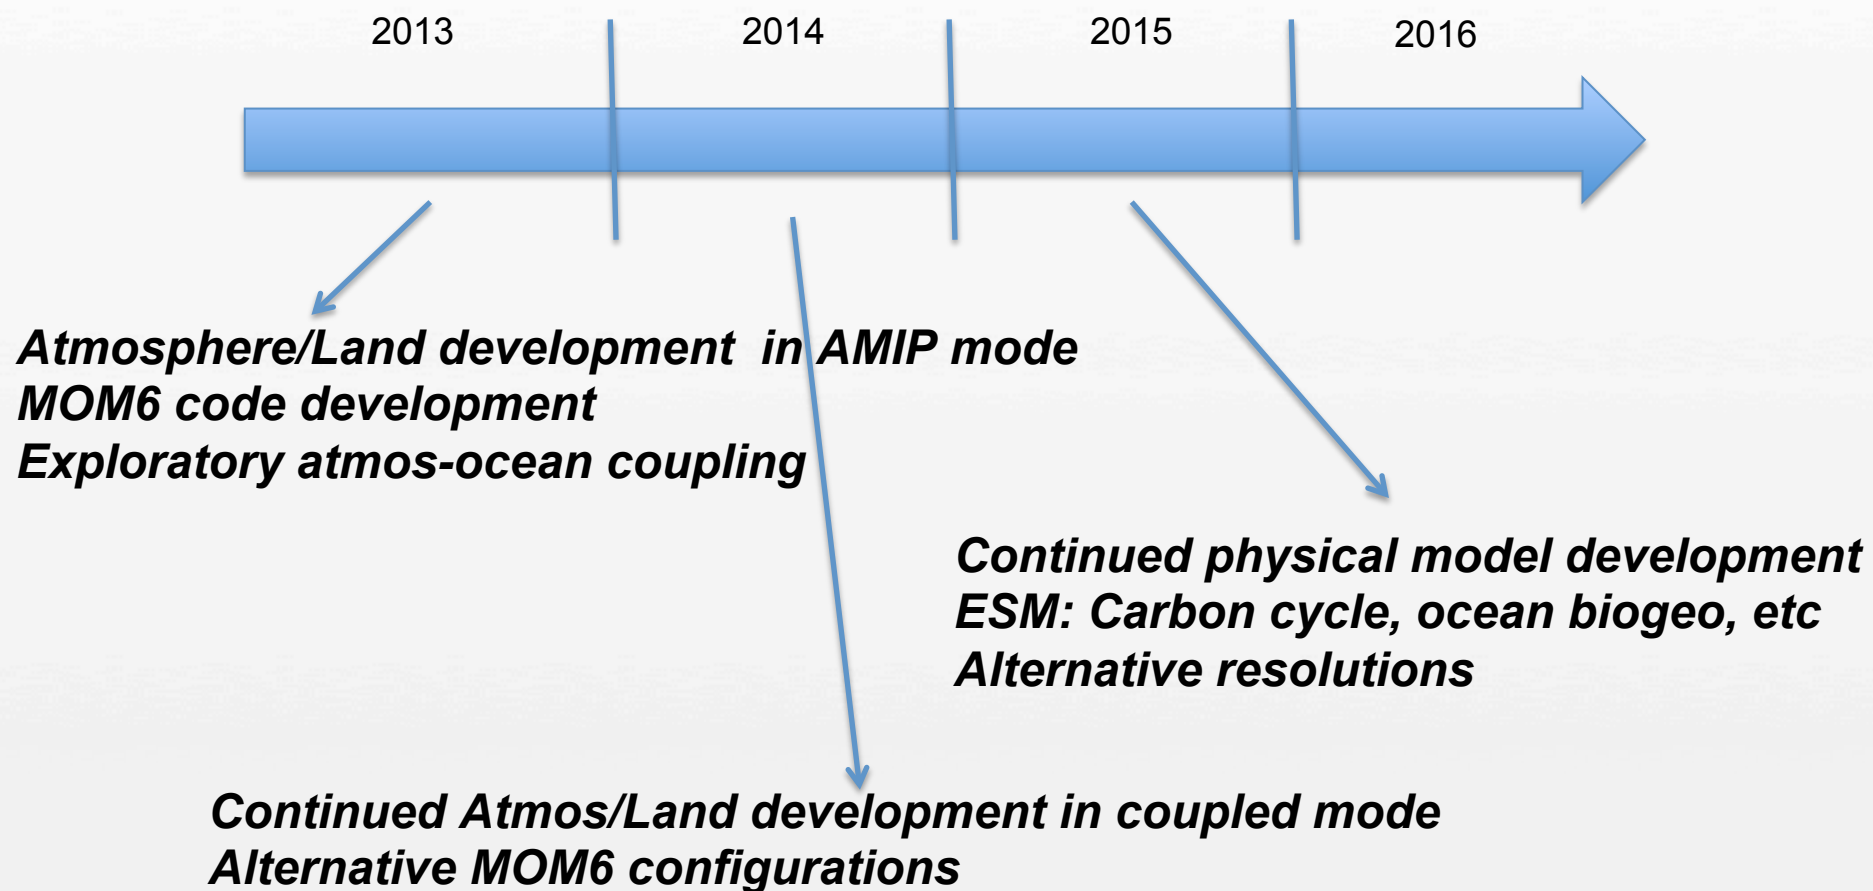 2013 2014 2015 2016
Atmosphere/Land development in AMIP mode
MOM6 code development
Exploratory atmos-ocean coupling
Continued physical model development
ESM: Carbon cycle, ocean biogeo, etc
Alternative resolutions
Continued Atmos/Land development in coupled mode
Alternative MOM6 configurations